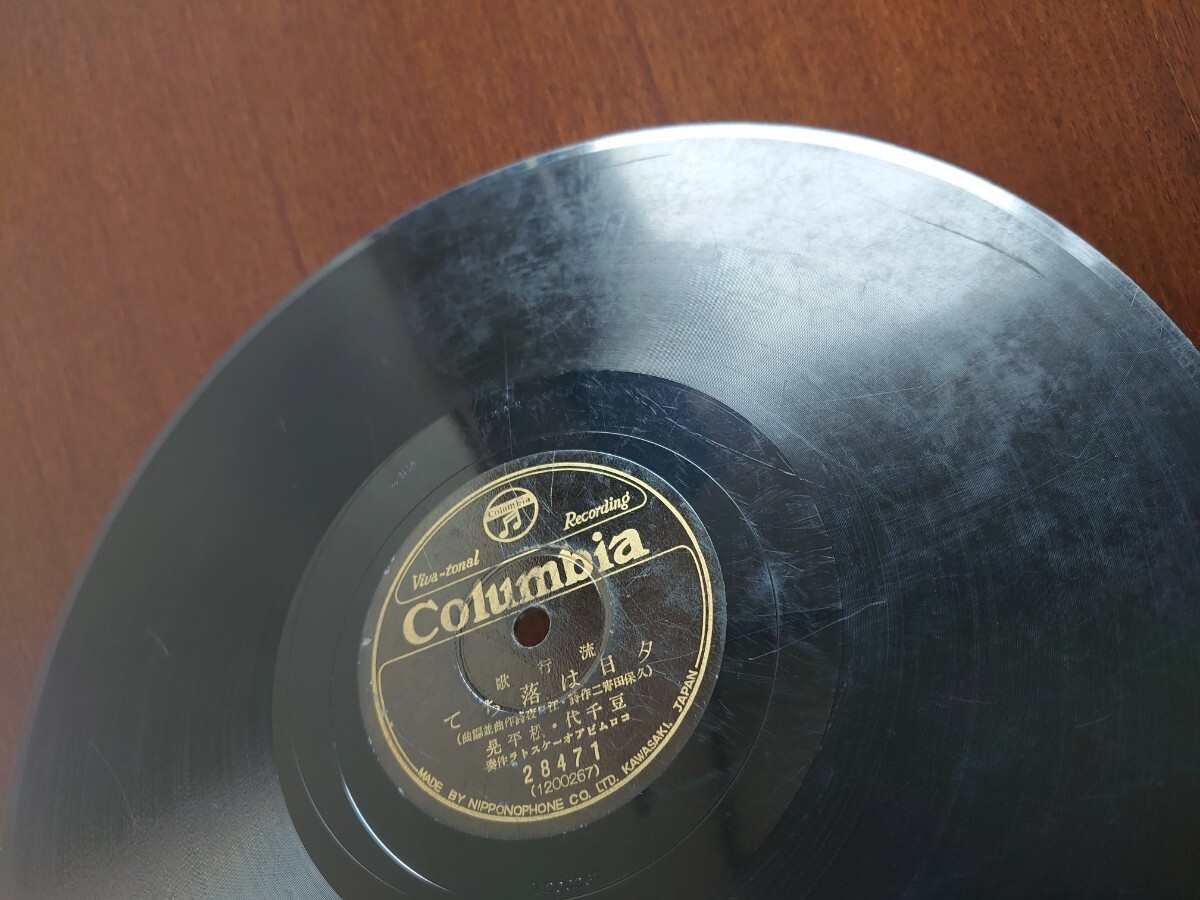 Columbia
Viva-tonal Recording
Columbia
流行歌
夕日は落ちて
(久保田宵二作詩・江口夜詩作曲並編曲)
豆千代・松平晃
コロムビアオーケストラ伴奏
28471
(1200267)
MADE BY NIPPONOPHONE CO., LTD. KAWASAKI, JAPAN